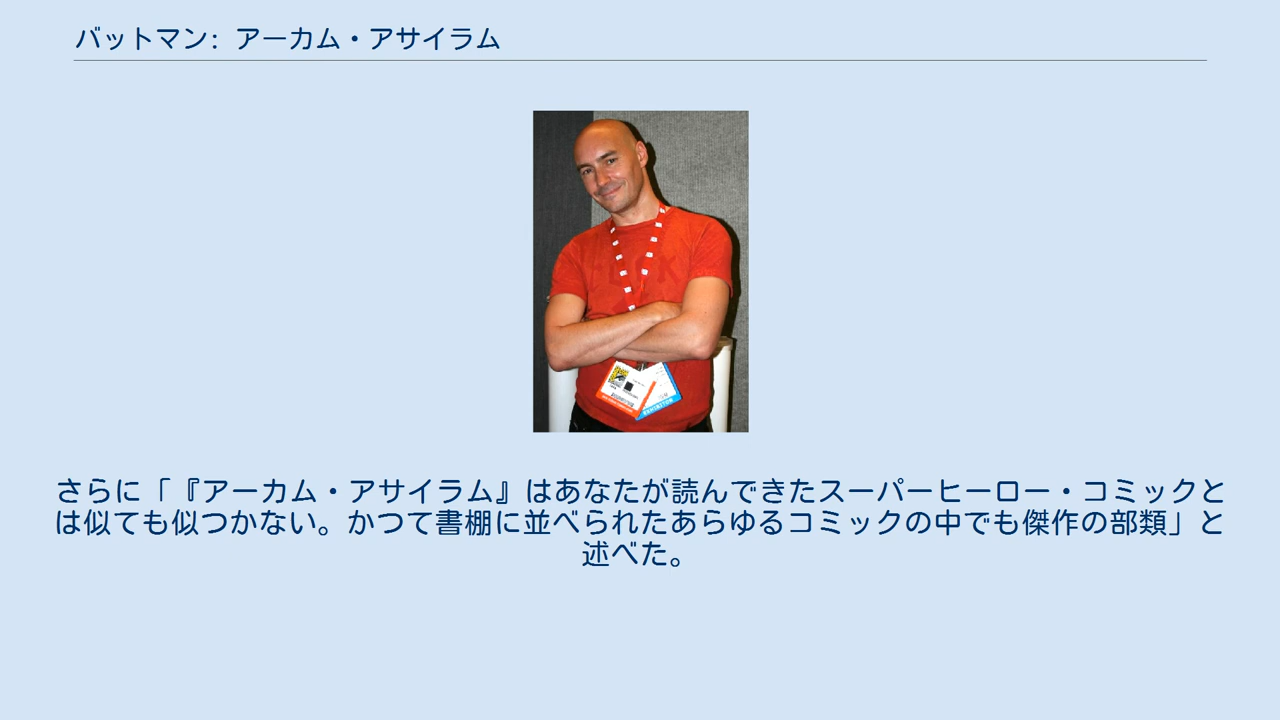 バットマン: アーカム・アサイラム
さらに「『アーカム・アサイラム』はあなたが読んできたスーパーヒーロー・コミックと
は似ても似つかない。かつて書棚に並べられたあらゆるコミックの中でも傑作の部類」と
述べた。